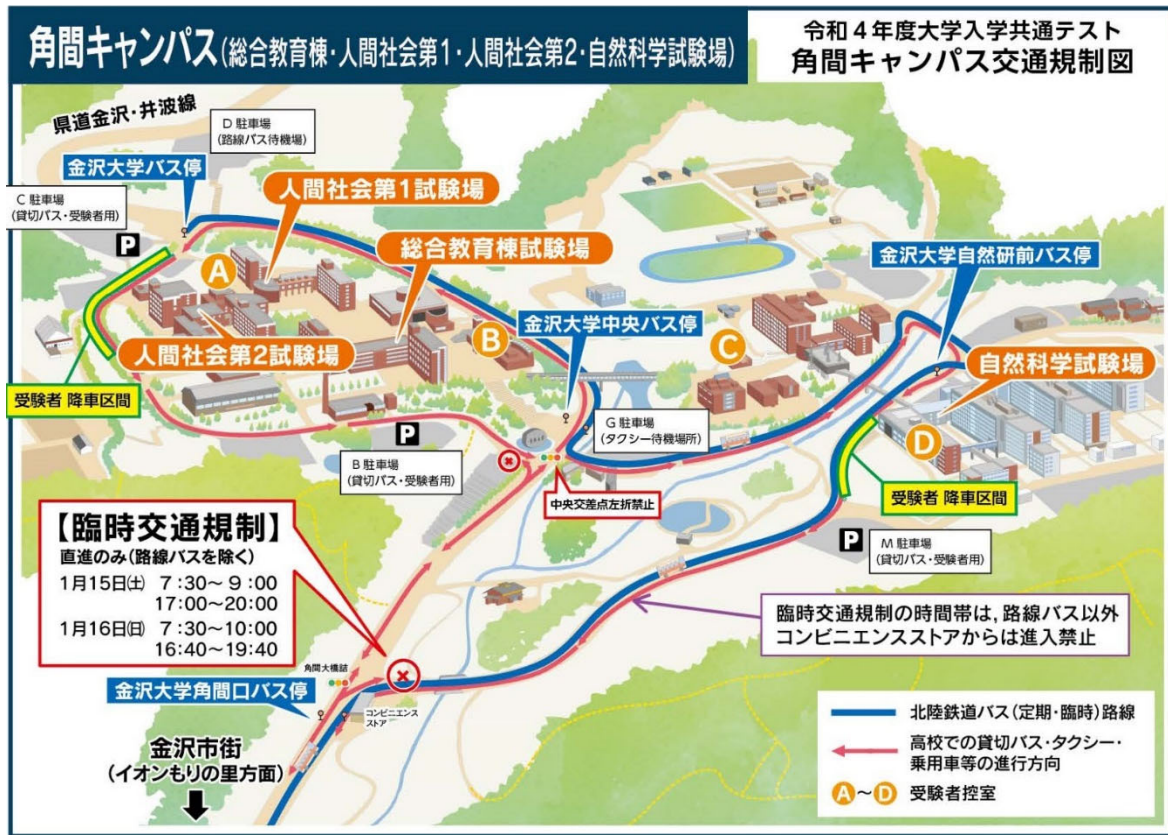 角間キャンパス(総合教育棟・人間社会第1・人間社会第2・自然科学試験場)
令和4年度大学入学共通テスト
角間キャンパス交通規制図
県道金沢・井波線
D 駐車場
(路線バス待機場)
金沢大学バス停
C 駐車場
(貸切バス・受験者用)
P
人間社会第1試験場
A
総合教育棟試験場
金沢大学自然研前バス停
金沢大学中央バス停
B
C
人間社会第2試験場
自然科学試験場
受験者 降車区間
P
G 駐車場
(タクシー待機場所)
D
B 駐車場
(貸切バス・受験者用)
中央交差点左折禁止
受験者 降車区間
【臨時交通規制】
直進のみ(路線バスを除く)
1月15日(土) 7:30~9:00
17:00~20:00
1月16日(日) 7:30~10:00
16:40~19:40
P
M 駐車場
(貸切バス・受験者用)
臨時交通規制の時間帯は,路線バス以外
コンビニエンスストアからは進入禁止
角間大橋詰
金沢大学角間口バス停
コンビニエンス
ストア
金沢市街
(イオンもりの里方面)
北陸鉄道バス(定期・臨時)路線
高校での貸切バス・タクシー・
乗用車等の進行方向
A~D 受験者控室